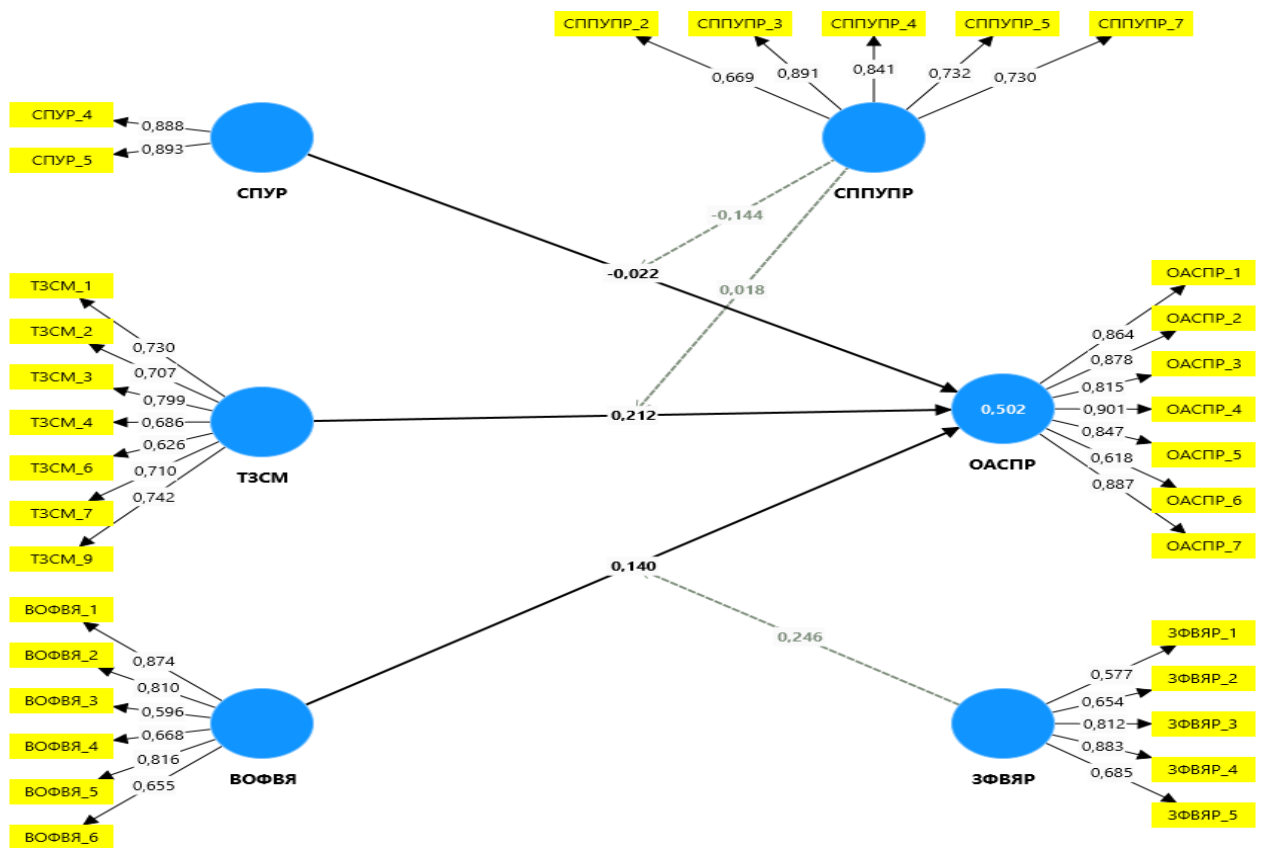 СППУПР_2 СППУПР_3 СППУПР_4 СППУПР_5 СППУПР_7
0,669 0,891 0,841 0,732 0,730
СПУР_4
0,888
СПУР_5
0,893
СПУР
СППУПР
-0,144
-0,022
0,018
ТЗСМ_1
ТЗСМ_2
ТЗСМ_3
ТЗСМ_4
ТЗСМ_6
ТЗСМ_7
ТЗСМ_9
0,730
0,707
0,799
0,686
0,626
0,710
0,742
ТЗСМ
0,212
ОАСПР_1
ОАСПР_2
ОАСПР_3
ОАСПР_4
ОАСПР_5
ОАСПР_6
ОАСПР_7
0,864
0,878
0,815
0,901
0,847
0,618
0,887
0,502
ОАСПР
0,140
0,246
ВОФВЯ_1
ВОФВЯ_2
ВОФВЯ_3
ВОФВЯ_4
ВОФВЯ_5
ВОФВЯ_6
0,874
0,810
0,596
0,668
0,816
0,655
ВОФВЯ
ЗФВЯР_1
ЗФВЯР_2
ЗФВЯР_3
ЗФВЯР_4
ЗФВЯР_5
0,577
0,654
0,812
0,883
0,685
ЗФВЯР